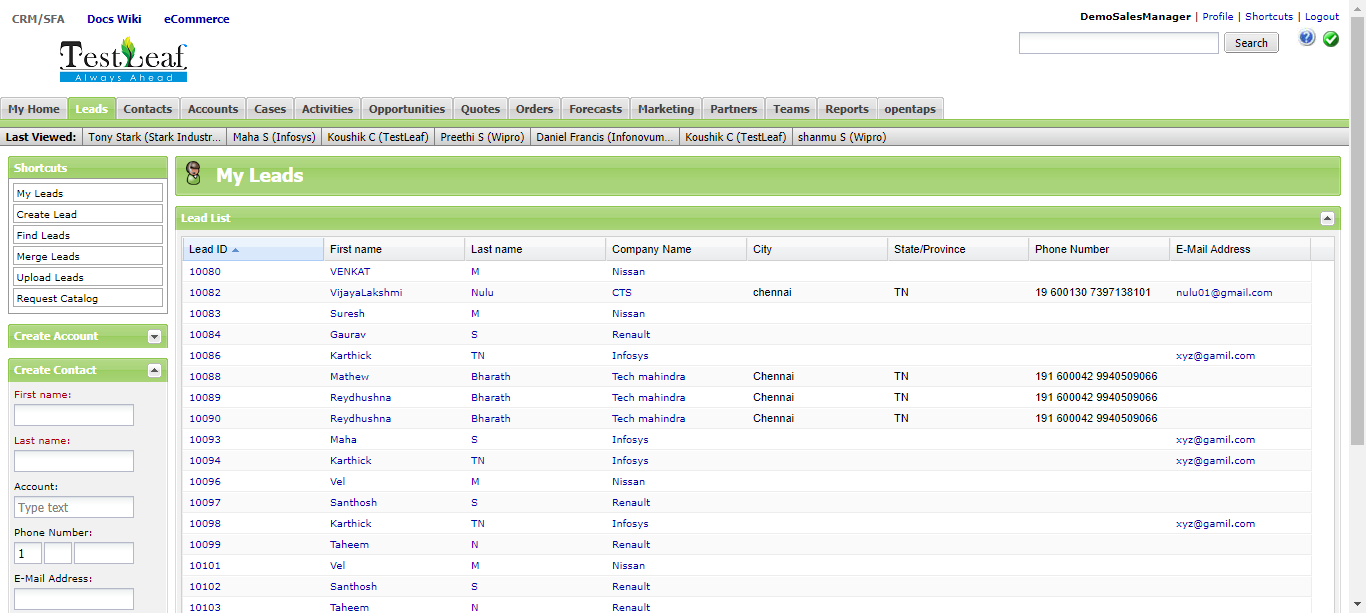 CRM/SFA Docs Wiki eCommerce
DemoSalesManager | Profile | Shortcuts | Logout
TestLeaf
Always Ahead
Search
My Home Leads Contacts Accounts Cases Activities Opportunities Quotes Orders Forecasts Marketing Partners Teams Reports opentaps
Last Viewed: Tony Stark (Stark Industr... Maha S (Infosys) Koushik C (TestLeaf) Preethi S (Wipro) Daniel Francis (Infonovum... Koushik C (TestLeaf) shanmu S (Wipro)
Shortcuts
My Leads
Create Lead
Find Leads
Merge Leads
Upload Leads
Request Catalog
Create Account
Create Contact
First name:
Last name:
Account:
Type text
Phone Number:
1
E-Mail Address:
My Leads
Lead List
Lead ID First name Last name Company Name City State/Province Phone Number E-Mail Address
10080 VENKAT M Nissan
10082 VijayaLakshmi Nulu CTS chennai TN 19 600130 7397138101 nulu01@gmail.com
10083 Suresh M Nissan
10084 Gaurav S Renault
10086 Karthick TN Infosys xyz@gamil.com
10088 Mathew Bharath Tech mahindra Chennai TN 191 600042 9940509066
10089 Reydhushna Bharath Tech mahindra Chennai TN 191 600042 9940509066
10090 Reydhushna Bharath Tech mahindra Chennai TN 191 600042 9940509066
10093 Maha S Infosys xyz@gamil.com
10094 Karthick TN Infosys xyz@gamil.com
10096 Vel M Nissan
10097 Santhosh S Renault
10098 Karthick TN Infosys xyz@gamil.com
10099 Taheem N Renault
10101 Vel M Nissan
10102 Santhosh S Renault
10103 Taheem N Renault